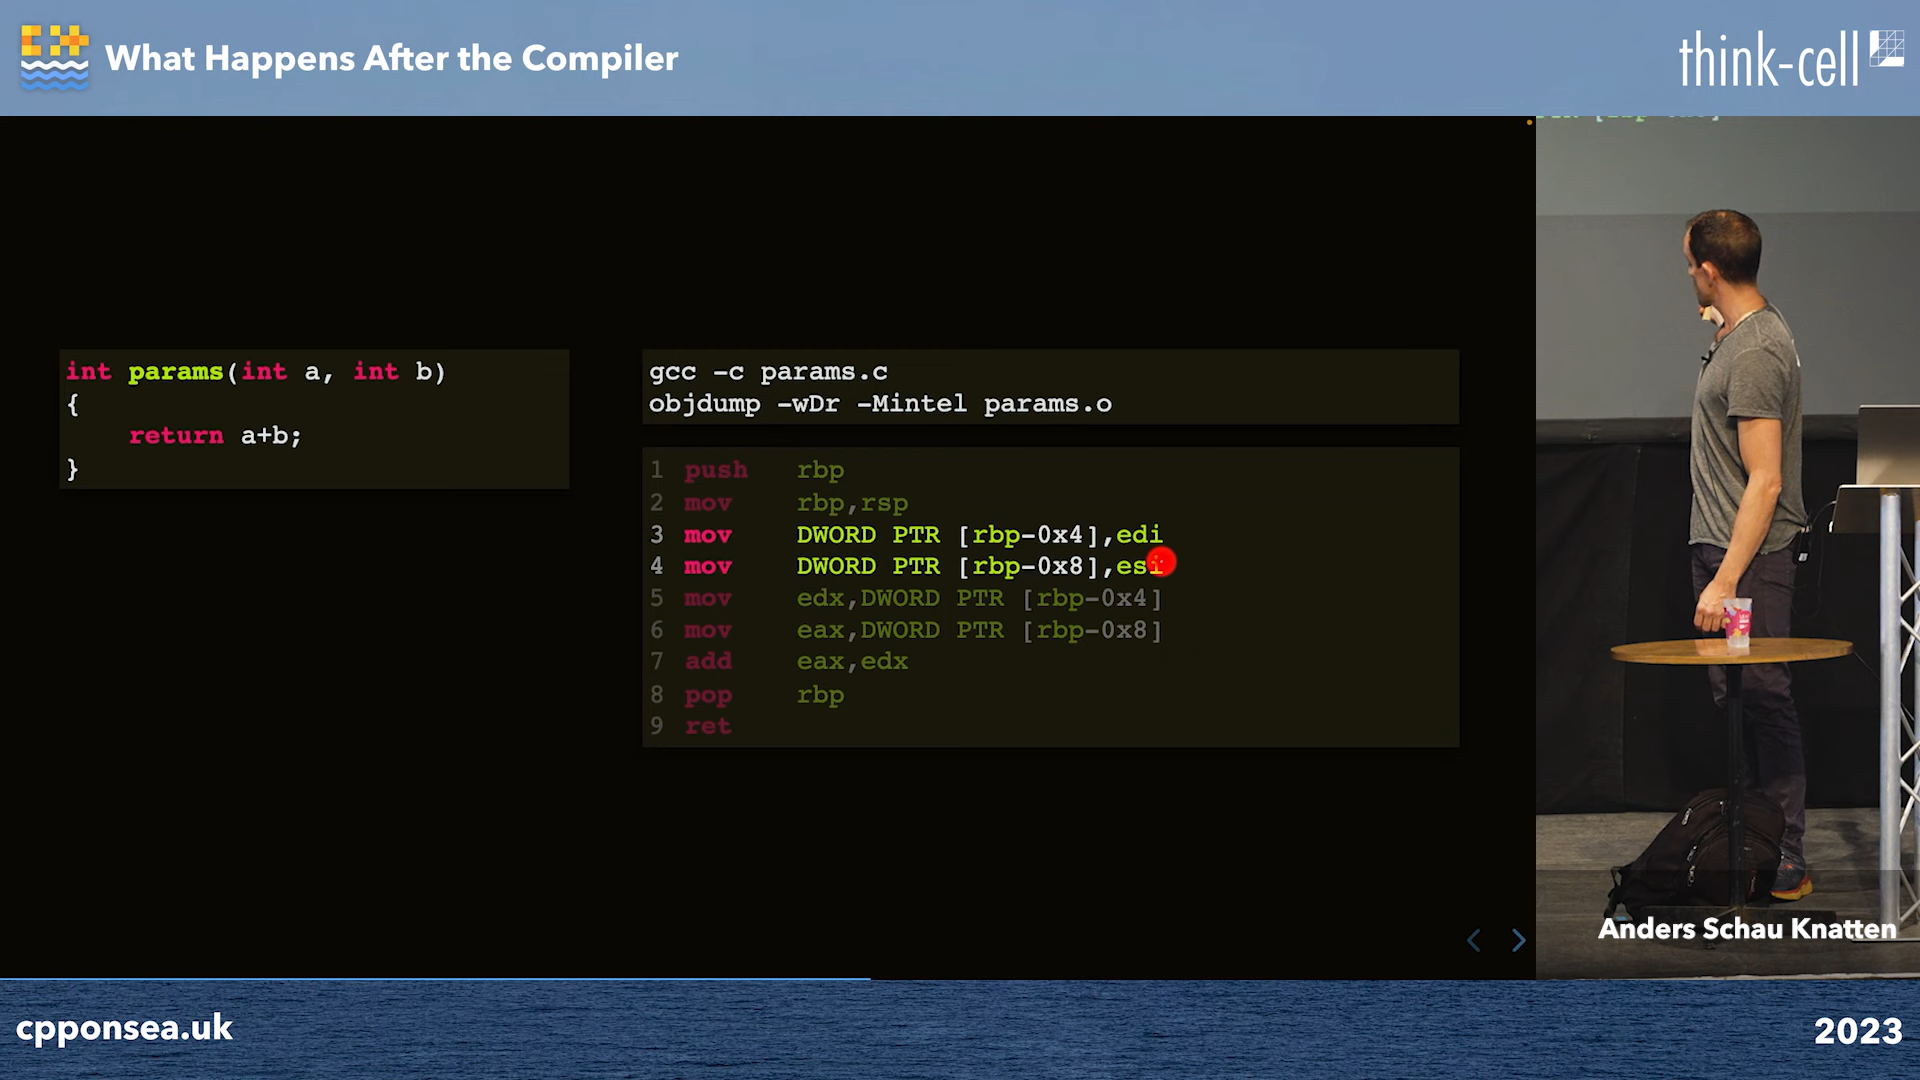 What Happens After the Compiler
think-cell
int params(int a, int b)
{
    return a+b;
}
gcc -c params.c
objdump -wDr -Mintel params.o
1 push rbp
2 mov rbp,rsp
3 mov DWORD PTR [rbp-0x4],edi
4 mov DWORD PTR [rbp-0x8],esi
5 mov edx,DWORD PTR [rbp-0x4]
6 mov eax,DWORD PTR [rbp-0x8]
7 add eax,edx
8 pop rbp
9 ret
Anders Schau Knatten
cpponsea.uk
2023